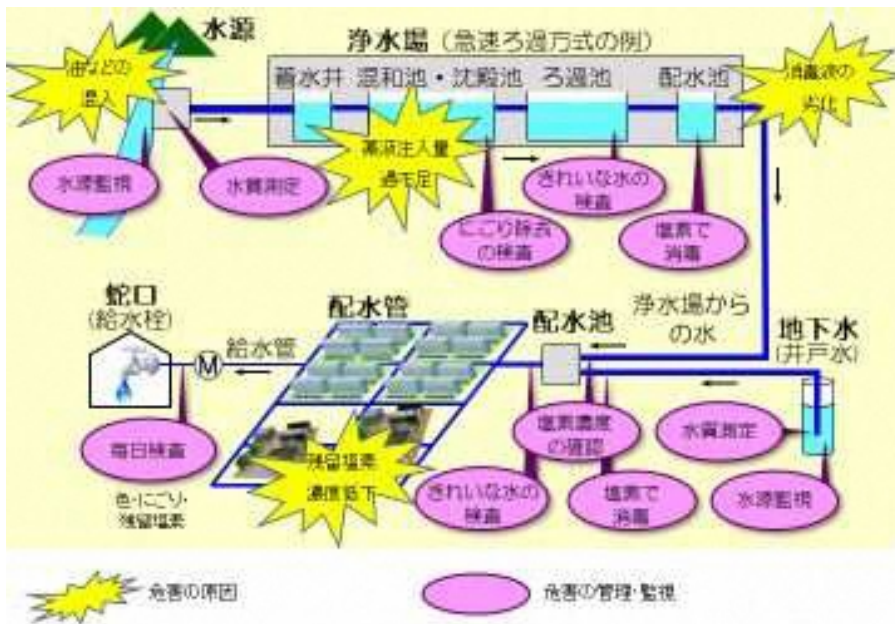 水源
浄水場(急速ろ過方式の例)
着水井 混和池・沈殿池 ろ過池 配水池
油などの
混入
消毒液の
劣化
薬液注入量
過不足
水源監視
水質測定
にごり除去
の検査
きれいな水の
検査
塩素で
消毒
蛇口
(給水栓)
給水管
M
配水管
配水池
浄水場から
の水
地下水
(井戸水)
毎日検査
色・にごり・
残留塩素
残留塩素
濃度低下
きれいな水の
検査
塩素濃度
の確認
塩素で
消毒
水質測定
水源監視
危害の原因
危害の管理・監視